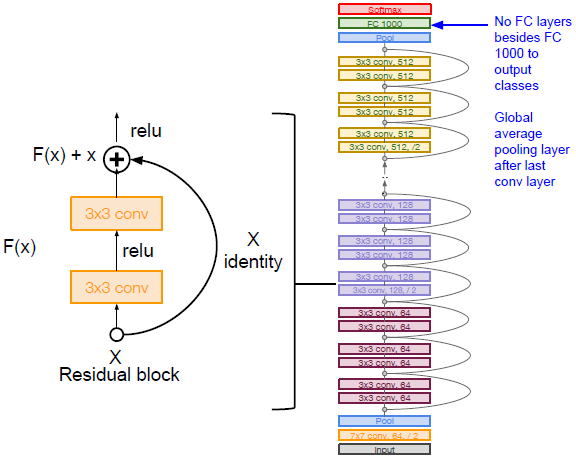 Softmax
FC 1000
Pool
3x3 conv, 512
3x3 conv, 512
3x3 conv, 512
3x3 conv, 512
3x3 conv, 512
3x3 conv, 512, /2
3x3 conv, 128
3x3 conv, 128
3x3 conv, 128
3x3 conv, 128
3x3 conv, 128
3x3 conv, 128, / 2
3x3 conv, 64
3x3 conv, 64
3x3 conv, 64
3x3 conv, 64
3x3 conv, 64
3x3 conv, 64
Pool
7x7 conv, 64, / 2
Input
No FC layers
besides FC
1000 to
output
classes
Global
average
pooling layer
after last
conv layer
relu
F(x) + x
+
3x3 conv
F(x)
relu
3x3 conv
X
identity
X
Residual block